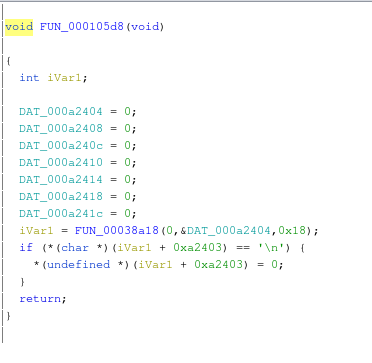 void FUN_000105d8(void)
{
int iVar1;
DAT_000a2404 = 0;
DAT_000a2408 = 0;
DAT_000a240c = 0;
DAT_000a2410 = 0;
DAT_000a2414 = 0;
DAT_000a2418 = 0;
DAT_000a241c = 0;
iVar1 = FUN_00038a18(0,&DAT_000a2404,0x18);
if (*(char *)(iVar1 + 0xa2403) == '\n') {
*(undefined *)(iVar1 + 0xa2403) = 0;
}
return;
}